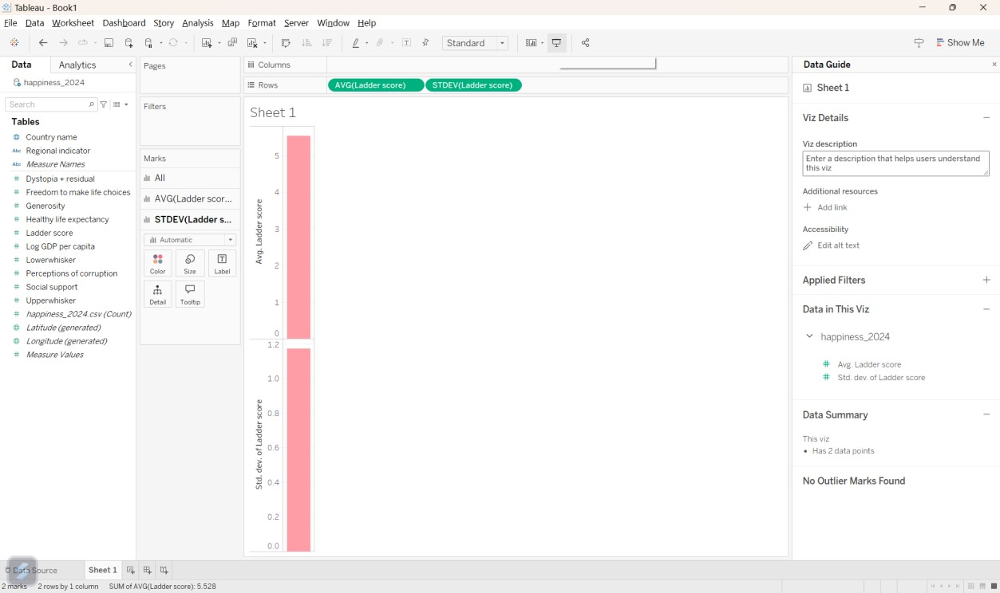 Tableau - Book1
File Data Worksheet Dashboard Story Analysis Map Format Server Window Help
Standard
Show Me
Data Analytics
happiness_2024
Search
Tables
Country name
Regional indicator
Measure Names
Dystopia + residual
Freedom to make life choices
Generosity
Healthy life expectancy
Ladder score
Log GDP per capita
Lowerwhisker
Perceptions of corruption
Social support
Upperwhisker
happiness_2024.csv (Count)
Latitude (generated)
Longitude (generated)
Measure Values
Pages
Filters
Marks
All
AVG(Ladder scor...
STDEV(Ladder s...
Automatic
Color Size Label
Detail Tooltip
Columns
Rows AVG(Ladder score) STDEV(Ladder score)
Sheet 1
Avg. Ladder score
5
4
3
2
1
0
Std. dev. of Ladder score
1.2
1.0
0.8
0.6
0.4
0.2
0.0
Data Guide
Sheet 1
Viz Details
Viz description
Enter a description that helps users understand
this viz
Additional resources
Add link
Accessibility
Edit alt text
Applied Filters
Data in This Viz
happiness_2024
Avg. Ladder score
Std. dev. of Ladder score
Data Summary
This viz
• Has 2 data points
No Outlier Marks Found
Data Source Sheet 1
2 marks 2 rows by 1 column SUM of AVG(Ladder score): 5.528